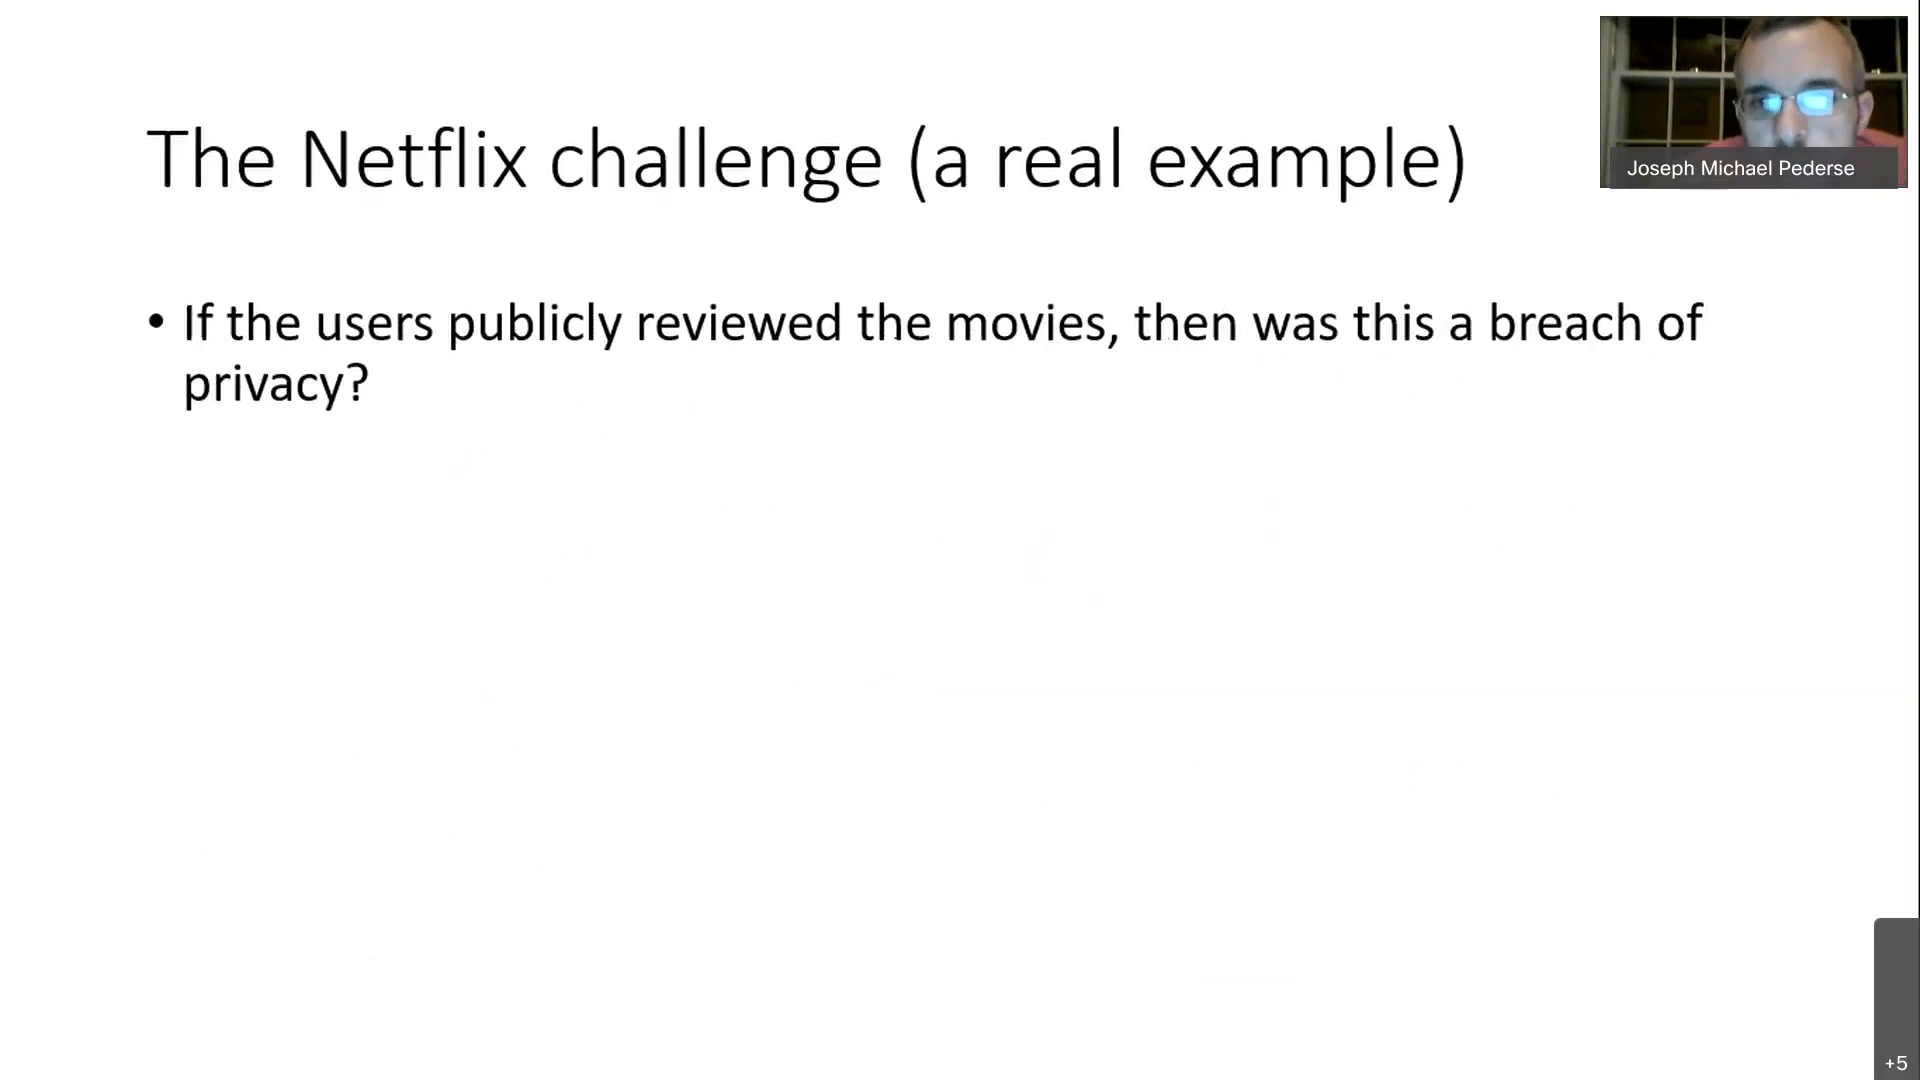 The Netflix challenge (a real example)
Joseph Michael Pederse
• If the users publicly reviewed the movies, then was this a breach of
privacy?
+5